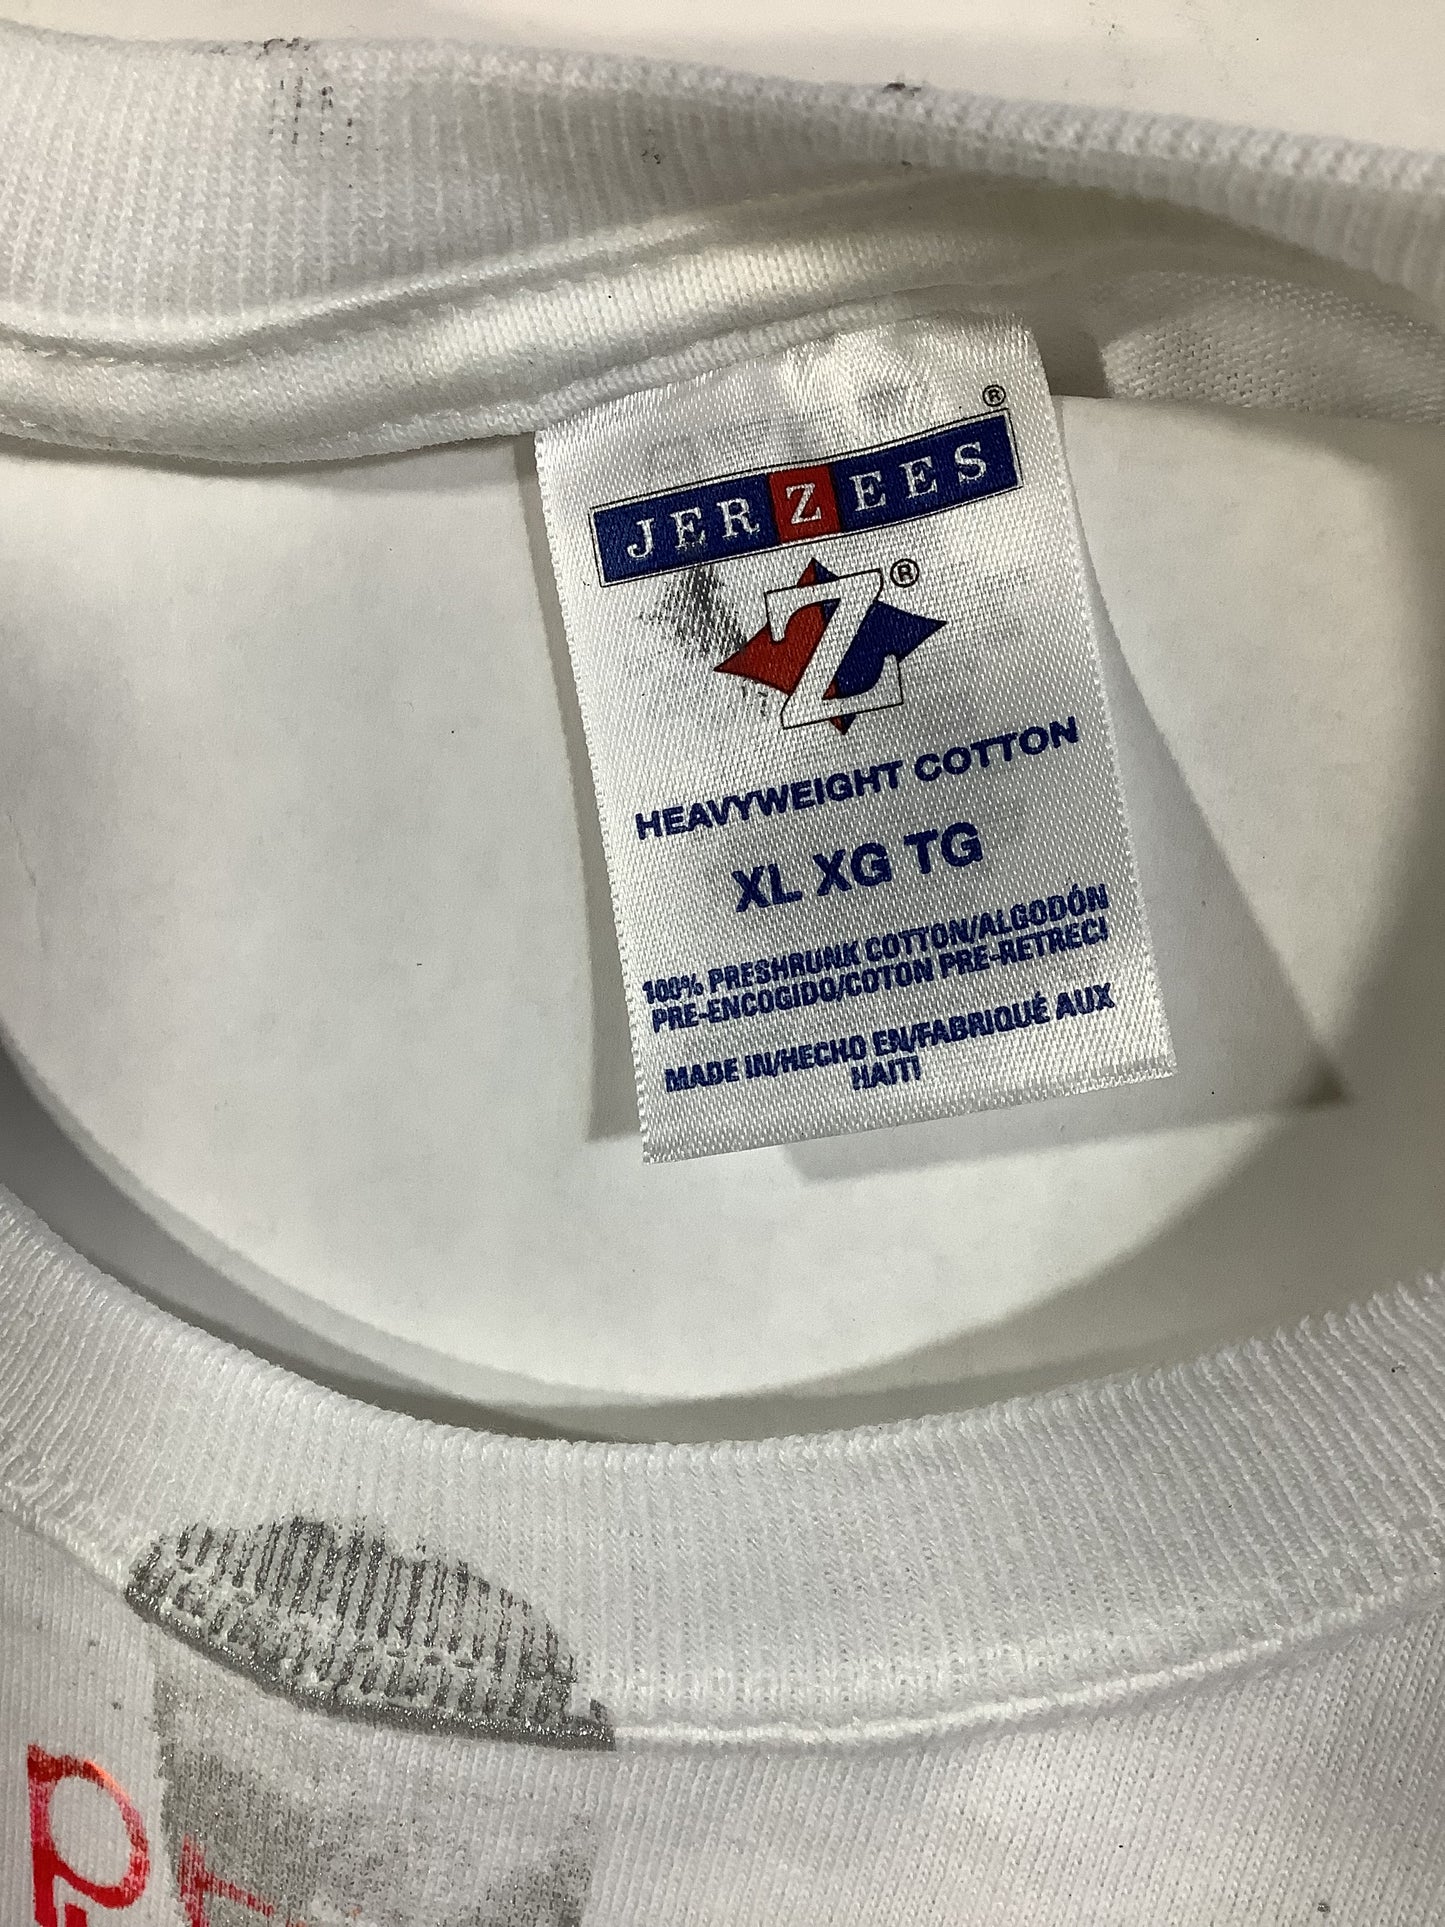 ®
JERZEES
Z®
HEAVYWEIGHT COTTON
XL XG TG
100% PRESHRUNK COTTON/ALGODÓN
PRE-ENCOGIDO/COTON PRÉ-RETRECI
MADE IN/HECHO EN/FABRIQUÉ AUX
HAITI